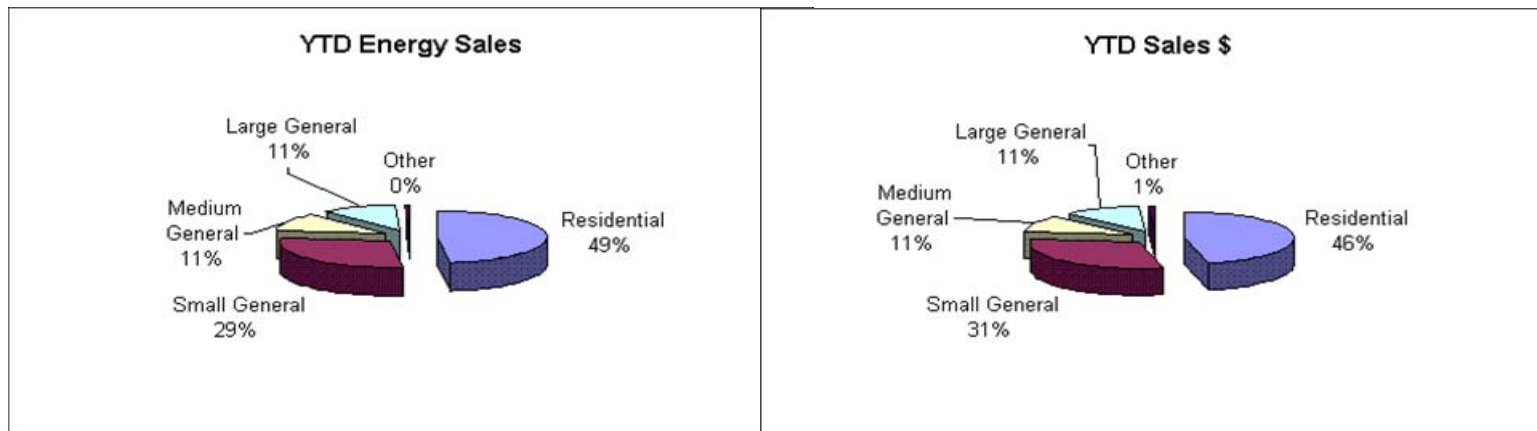 YTD Energy Sales
Large General
11%
Other
0%
Medium
General
11%
Residential
49%
Small General
29%
YTD Sales $
Large General
11%
Other
1%
Medium
General
11%
Residential
46%
Small General
31%